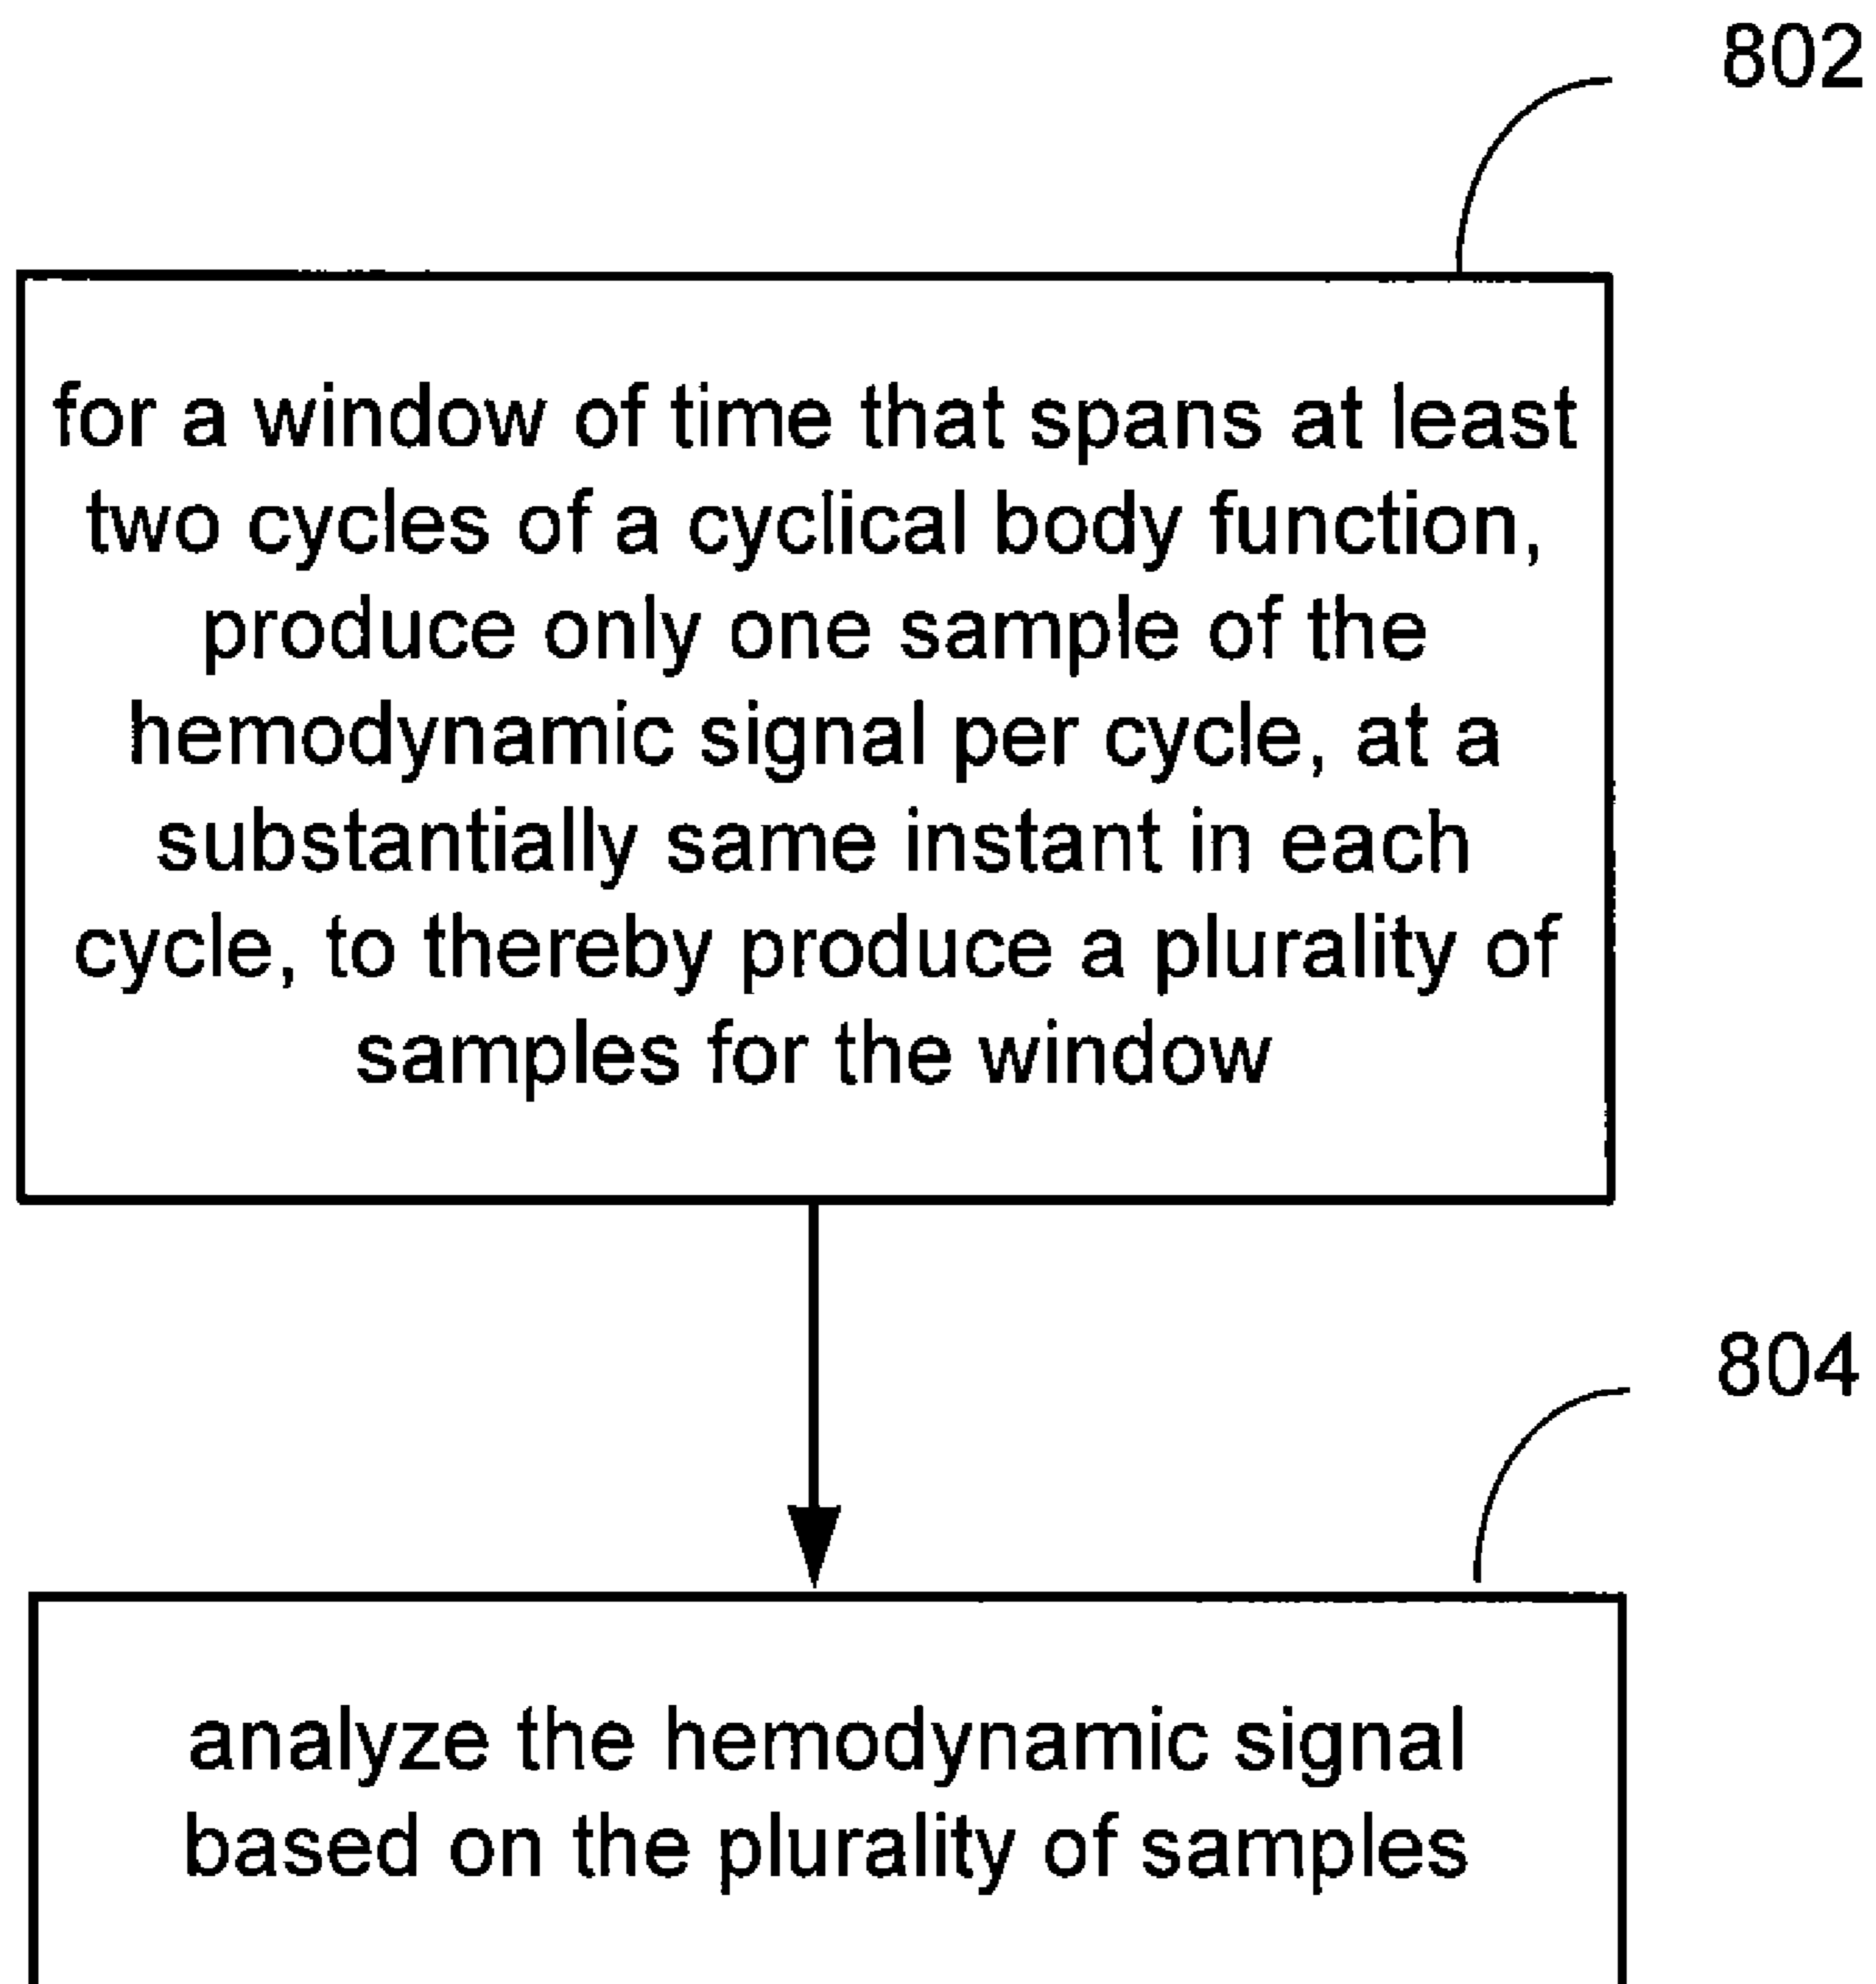 802
for a window of time that spans at least
two cycles of a cyclical body function,
produce only one sample of the
hemodynamic signal per cycle, at a
substantially same instant in each
cycle, to thereby produce a plurality of
samples for the window
804
analyze the hemodynamic signal
based on the plurality of samples